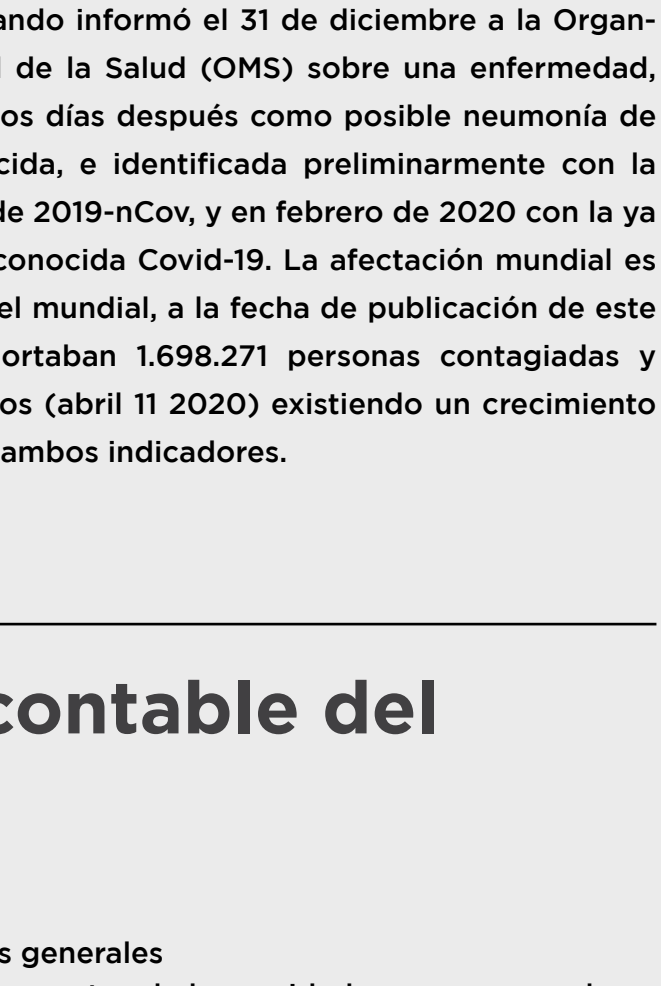 ando informó el 31 de diciembre a la Organ-
de la Salud (OMS) sobre una enfermedad,
os días después como posible neumonía de
cida, e identificada preliminarmente con la
de 2019-nCov, y en febrero de 2020 con la ya
conocida Covid-19. La afectación mundial es
el mundial, a la fecha de publicación de este
ortaban 1.698.271 personas contagiadas y
os (abril 11 2020) existiendo un crecimiento
ambos indicadores.
contable del
s generales